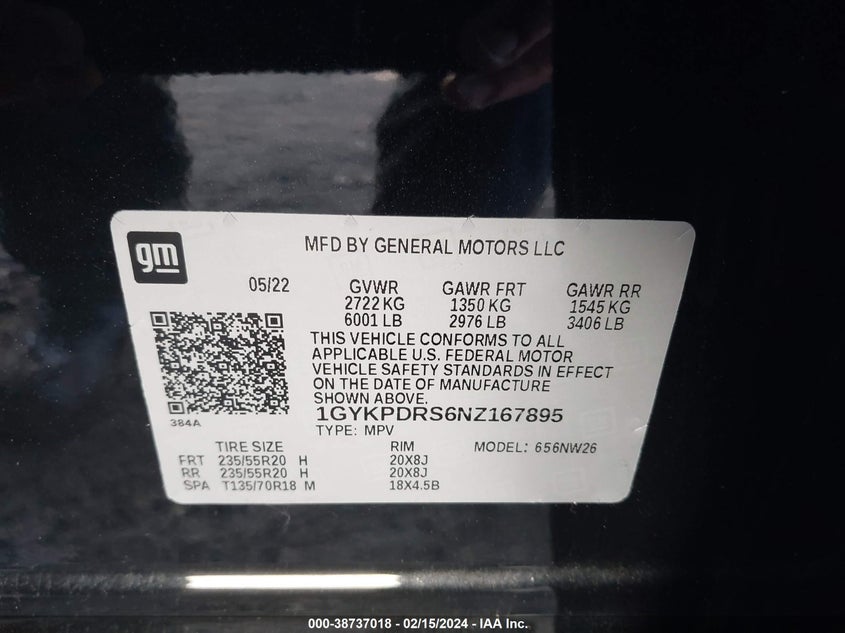 gm
MFD BY GENERAL MOTORS LLC
05/22 GVWR GAWR FRT GAWR RR
2722 KG 1350 KG 1545 KG
6001 LB 2976 LB 3406 LB
THIS VEHICLE CONFORMS TO ALL
APPLICABLE U.S. FEDERAL MOTOR
VEHICLE SAFETY STANDARDS IN EFFECT
ON THE DATE OF MANUFACTURE
SHOWN ABOVE.
384A
1GYKPDRS6NZ167895
TYPE: MPV
TIRE SIZE RIM MODEL: 656NW26
FRT 235/55R20 H 20X8J
RR 235/55R20 H 20X8J
SPA T135/70R18 M 18X4.5B
000-38737018 - 02/15/2024 - IAA Inc.